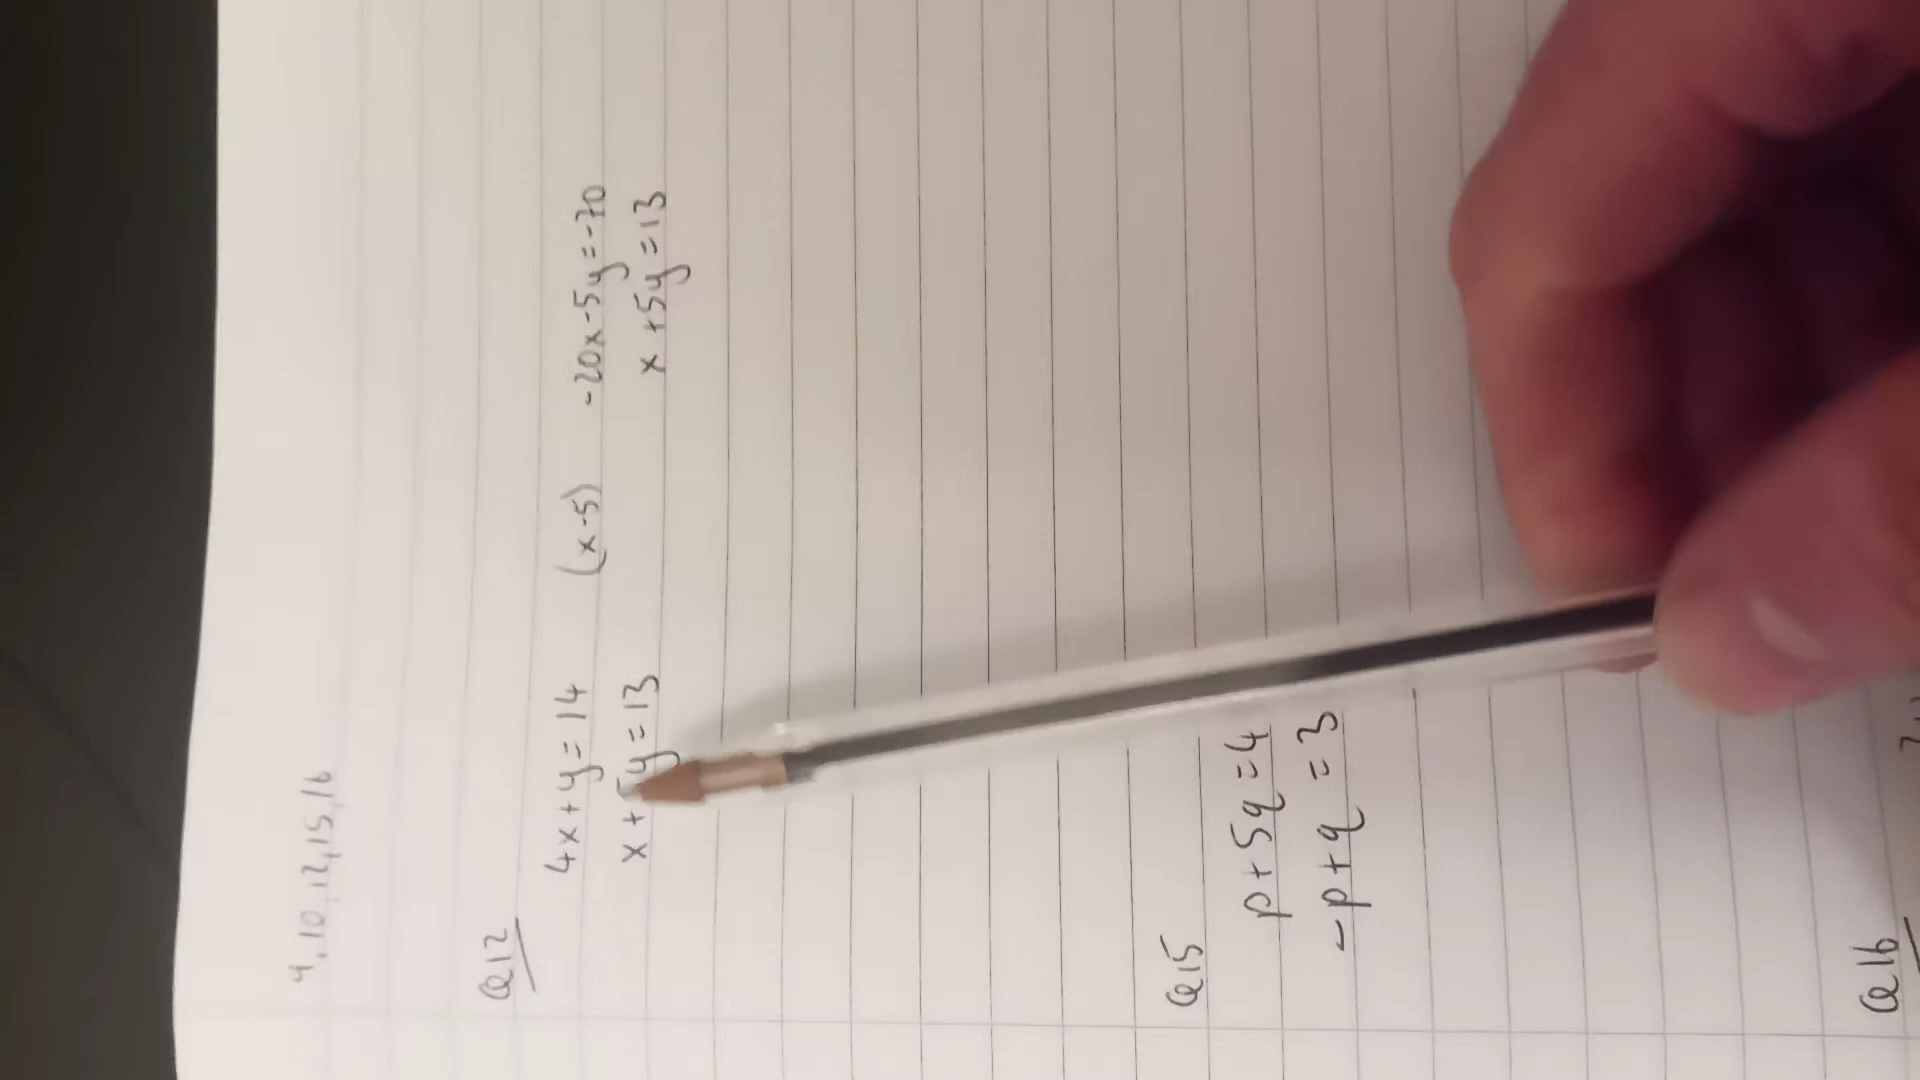 9,10,12,15,16
Q12
4x+y=14 (x-5) -20x-5y=-70
x+5y=13 x+5y=13
Q15
p+5q=4
-p+q=3
Q16